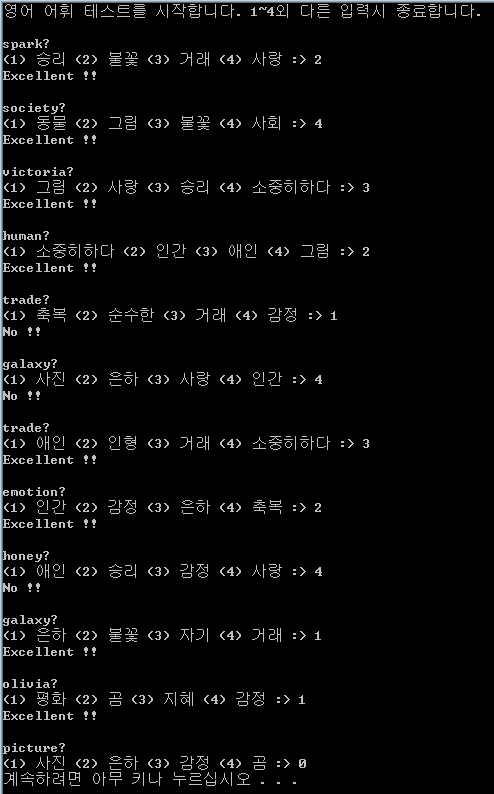 영어 어휘 테스트를 시작합니다. 1~4외 다른 입력시 종료합니다.
spark?
(1) 승리 (2) 불꽃 (3) 거래 (4) 사랑 :> 2
Excellent !!
society?
(1) 동물 (2) 그림 (3) 불꽃 (4) 사회 :> 4
Excellent !!
victoria?
(1) 그림 (2) 사랑 (3) 승리 (4) 소중히하다 :> 3
Excellent !!
human?
(1) 소중히하다 (2) 인간 (3) 애인 (4) 그림 :> 2
Excellent !!
trade?
(1) 축복 (2) 순수한 (3) 거래 (4) 감정 :> 1
No !!
galaxy?
(1) 사진 (2) 은하 (3) 사랑 (4) 인간 :> 4
No !!
trade?
(1) 애인 (2) 인형 (3) 거래 (4) 소중히하다 :> 3
Excellent !!
emotion?
(1) 인간 (2) 감정 (3) 은하 (4) 축복 :> 2
Excellent !!
honey?
(1) 애인 (2) 승리 (3) 감정 (4) 사랑 :> 4
No !!
galaxy?
(1) 은하 (2) 불꽃 (3) 자기 (4) 거래 :> 1
Excellent !!
olivia?
(1) 평화 (2) 곰 (3) 지혜 (4) 감정 :> 1
Excellent !!
picture?
(1) 사진 (2) 은하 (3) 감정 (4) 곰 :> 0
계속하려면 아무 키나 누르십시오 . . .